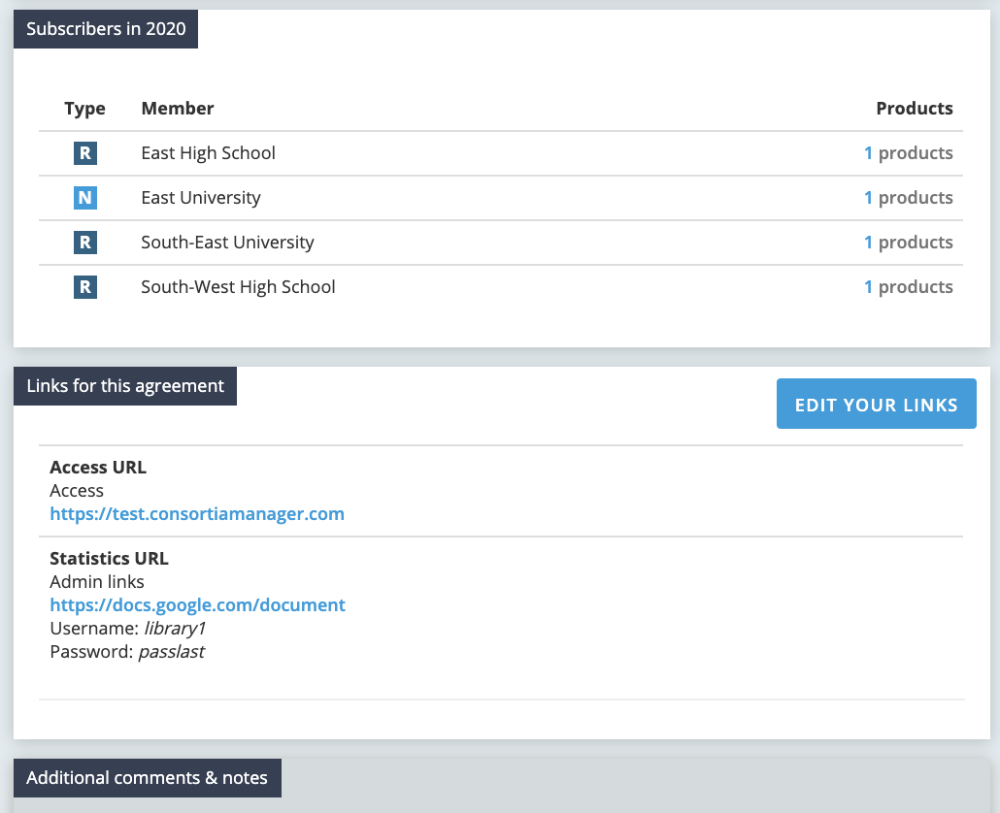 Subscribers in 2020
Type Member Products
R East High School 1 products
N East University 1 products
R South-East University 1 products
R South-West High School 1 products
Links for this agreement
EDIT YOUR LINKS
Access URL
Access
https://test.consortiamanager.com
Statistics URL
Admin links
https://docs.google.com/document
Username: library1
Password: passlast
Additional comments & notes